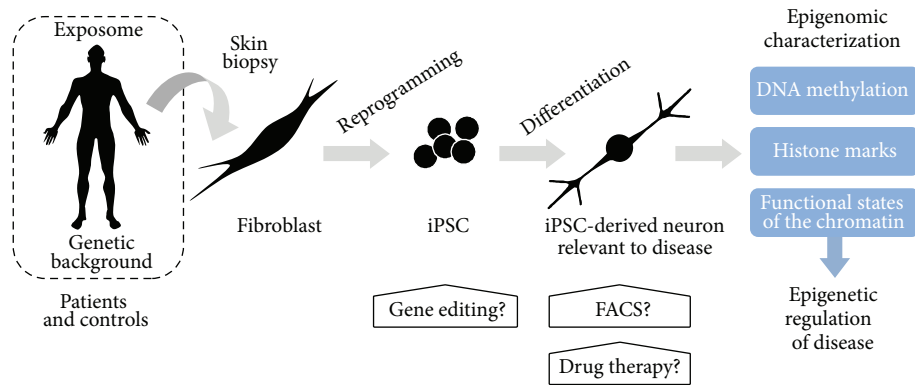 Exposome
Genetic
background
Patients
and controls
Skin
biopsy
Fibroblast
Reprogramming
iPSC
Gene editing?
Differentiation
iPSC-derived neuron
relevant to disease
FACS?
Drug therapy?
Epigenomic
characterization
DNA methylation
Histone marks
Functional states
of the chromatin
Epigenetic
regulation
of disease